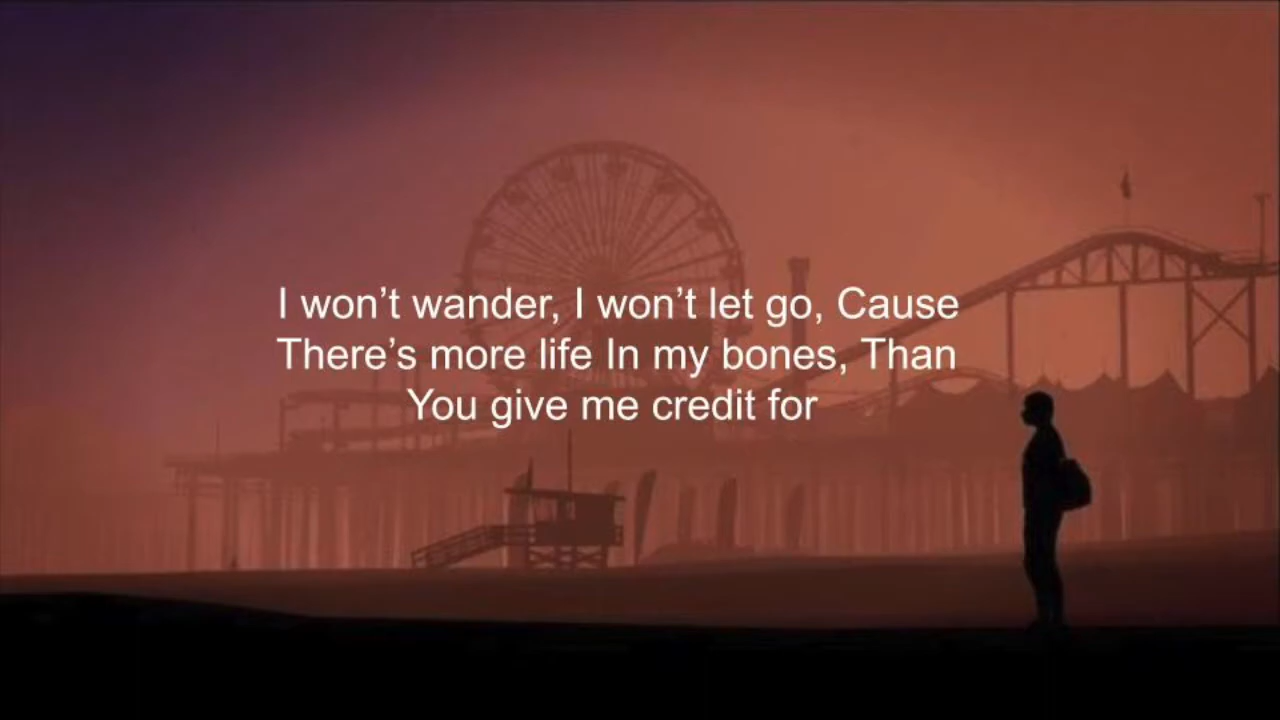 I won’t wander, I won’t let go, Cause
There’s more life In my bones, Than
You give me credit for